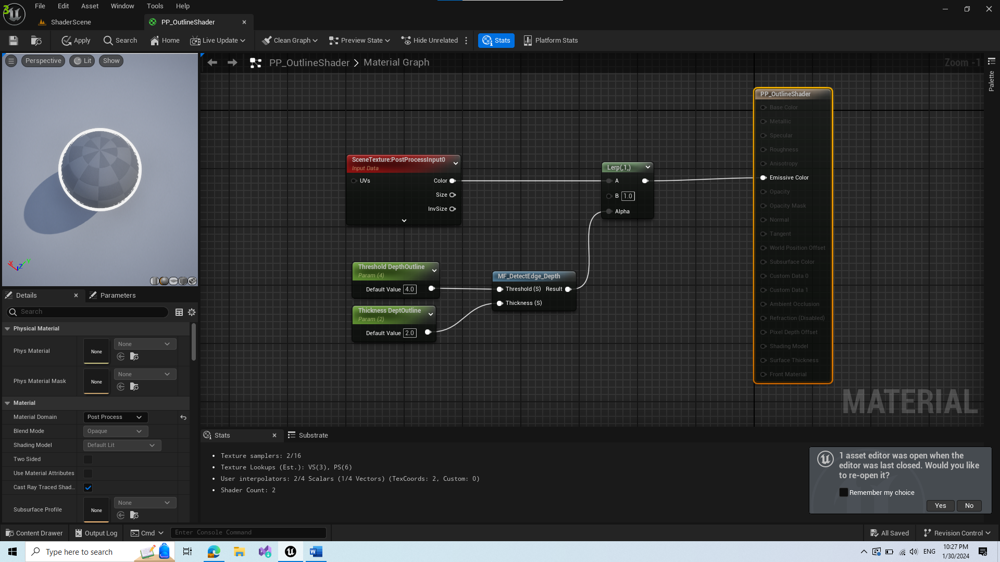 3
File Edit Asset Window Tools Help
ShaderScene
PP_OutlineShader
Apply Search Home Live Update Clean Graph Preview State Hide Unrelated Stats Platform Stats
Perspective Lit Show
PP_OutlineShader > Material Graph
Zoom -1
Palette
PP_OutlineShader
Base Color
Metallic
Specular
Roughness
Anisotropy
Emissive Color
Opacity
Opacity Mask
Normal
Tangent
World Position Offset
Subsurface Color
Custom Data 0
Custom Data 1
Ambient Occlusion
Refraction (Disabled)
Pixel Depth Offset
Shading Model
Surface Thickness
Front Material
SceneTexture:PostProcessInput0
Input Data
UVs Color
Size
InvSize
Lerp(,1,)
A
B 1.0
Alpha
Threshold DepthOutline
Param (4)
Default Value 4.0
Thickness DeptOutline
Param (2)
Default Value 2.0
MF_DetectEdge_Depth
Threshold (S) Result
Thickness (S)
MATERIAL
X Z Y
Details Parameters
Search
Physical Material
Phys Material None None
Phys Material Mask None None
Material
Material Domain Post Process
Blend Mode Opaque
Shading Model Default Lit
Two Sided
Use Material Attributes
Cast Ray Traced Shad...
Subsurface Profile None None
Stats Substrate
• Texture samplers: 2/16
• Texture Lookups (Est.): VS(3), PS(6)
• User interpolators: 2/4 Scalars (1/4 Vectors) (TexCoords: 2, Custom: 0)
• Shader Count: 2
1 asset editor was open when the
editor was last closed. Would you like
to re-open it?
Remember my choice
Yes No
Content Drawer Output Log Cmd Enter Console Command All Saved Revision Control
Type here to search
ENG
10:27 PM
1/30/2024